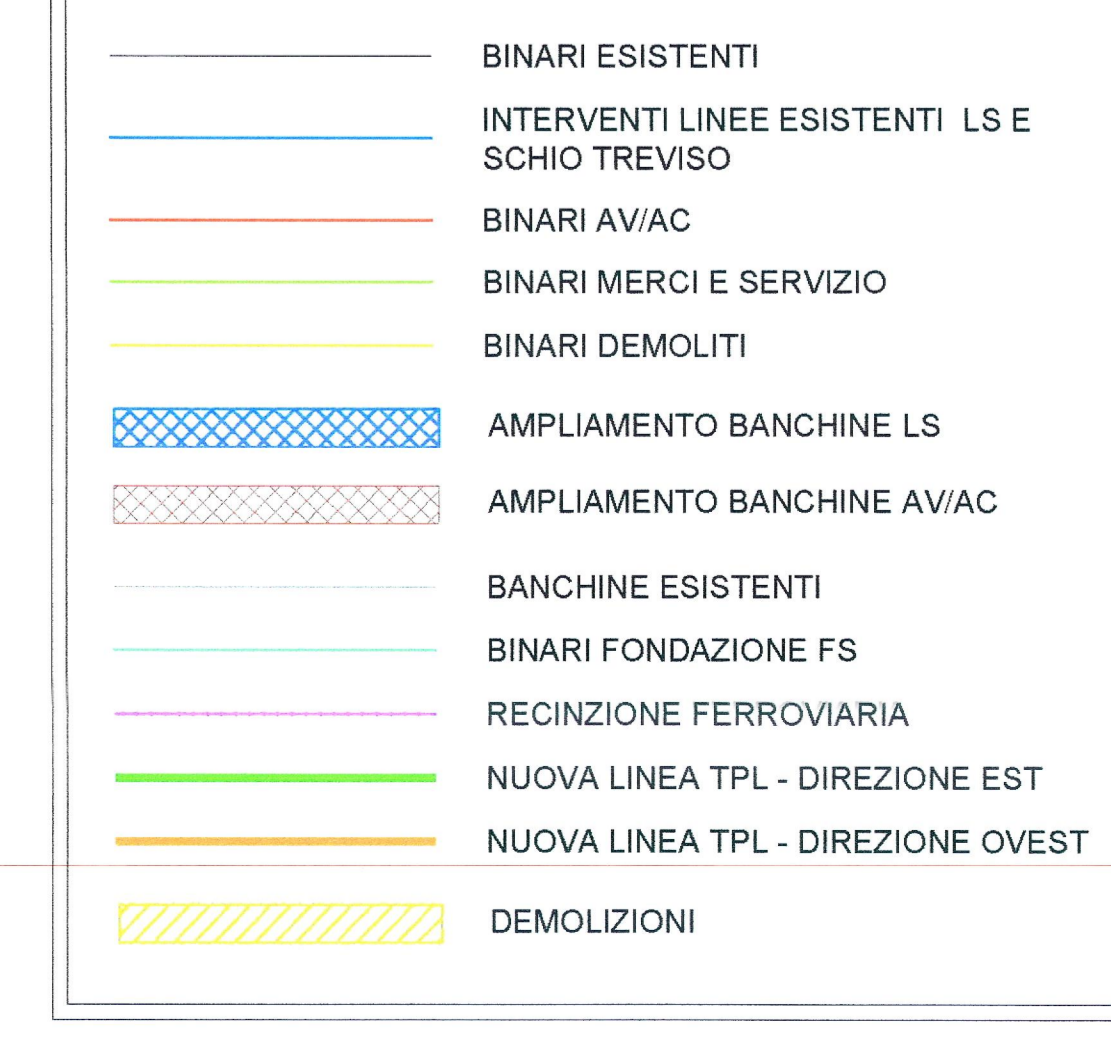 BINARI ESISTENTI
INTERVENTI LINEE ESISTENTI LS E
SCHIO TREVISO
BINARI AV/AC
BINARI MERCI E SERVIZIO
BINARI DEMOLITI
AMPLIAMENTO BANCHINE LS
AMPLIAMENTO BANCHINE AV/AC
BANCHINE ESISTENTI
BINARI FONDAZIONE FS
RECINZIONE FERROVIARIA
NUOVA LINEA TPL - DIREZIONE EST
NUOVA LINEA TPL - DIREZIONE OVEST
DEMOLIZIONI